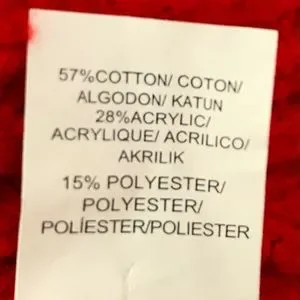 57%COTTON/ COTON/
ALGODON/ KATUN
28%ACRYLIC/
ACRYLIQUE/ ACRILICO/
AKRILIK
15% POLYESTER/
POLYESTER/
POLİESTER/POLIESTER